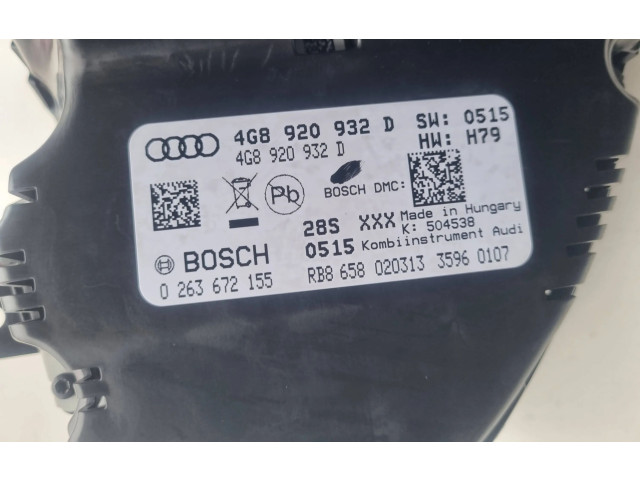 4G8 920 932 D SW: 0515
4G8 920 932 D HW: H79
Pb BOSCH DMC:
28S XXX Made in Hungary
K: 504538
BOSCH 0515 Kombiinstrument Audi
0 263 672 155 RB8 658 020313 3596 0107